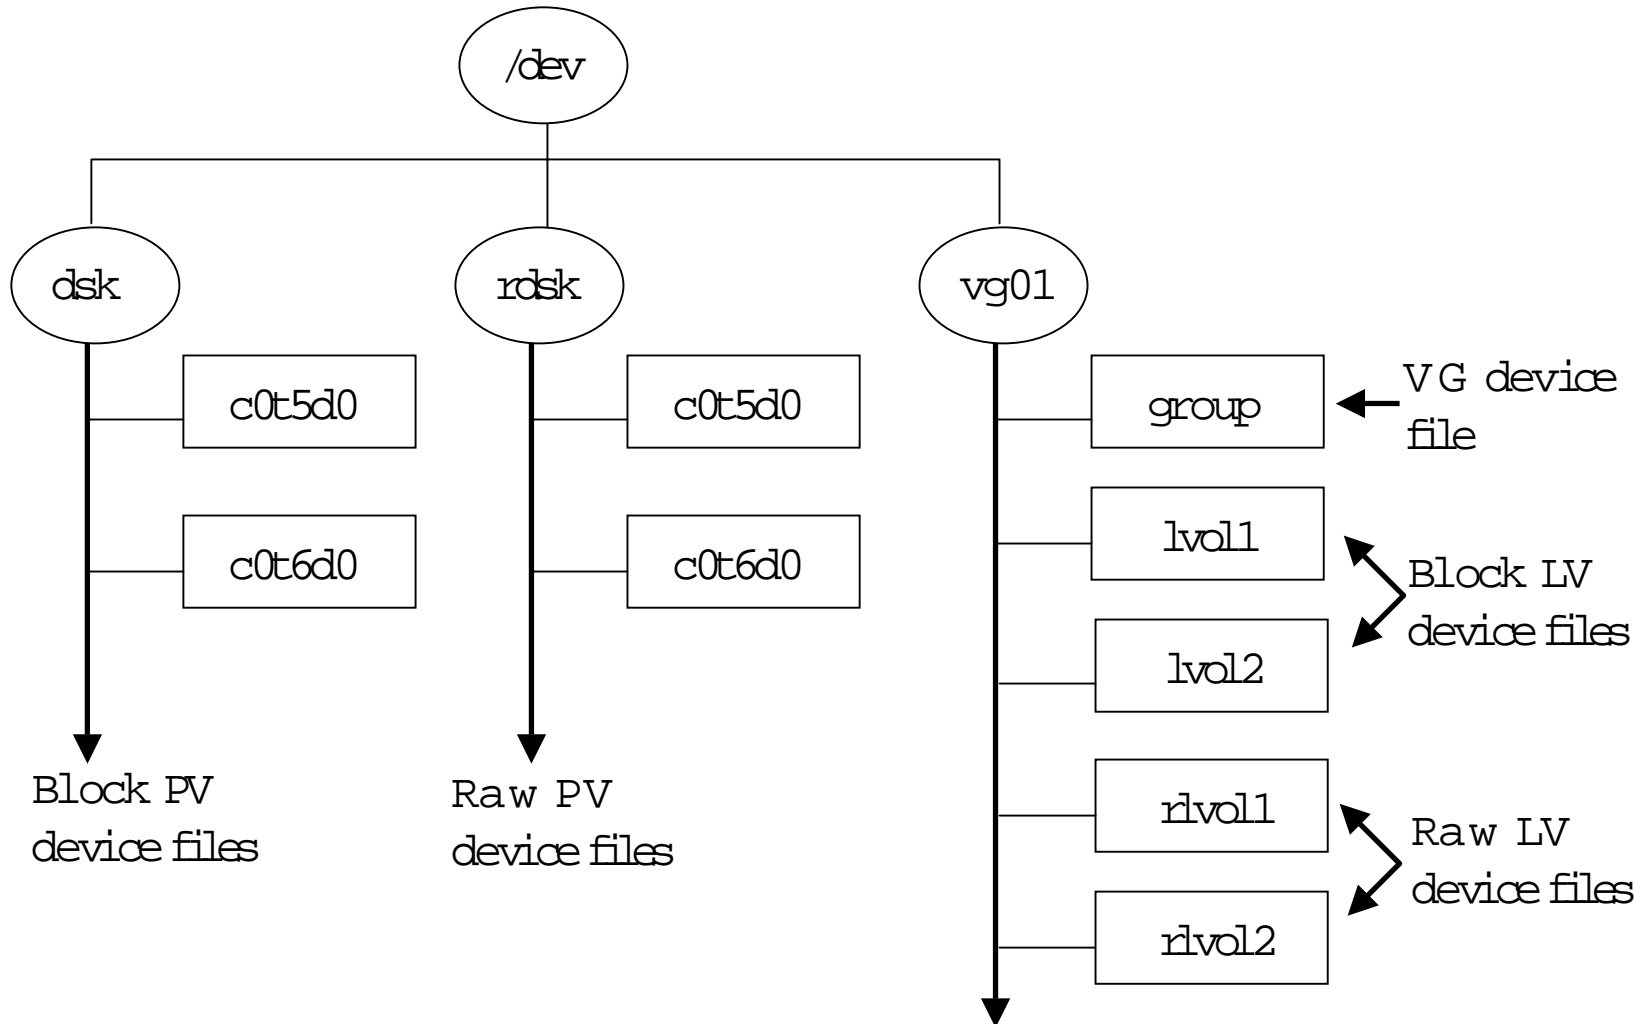 /dev
dsk
rdsk
vg01
c0t5d0
c0t6d0
Block PV
device files
c0t5d0
c0t6d0
Raw PV
device files
group
lvol1
lvol2
rlvol1
rlvol2
VG device
file
Block LV
device files
Raw LV
device files